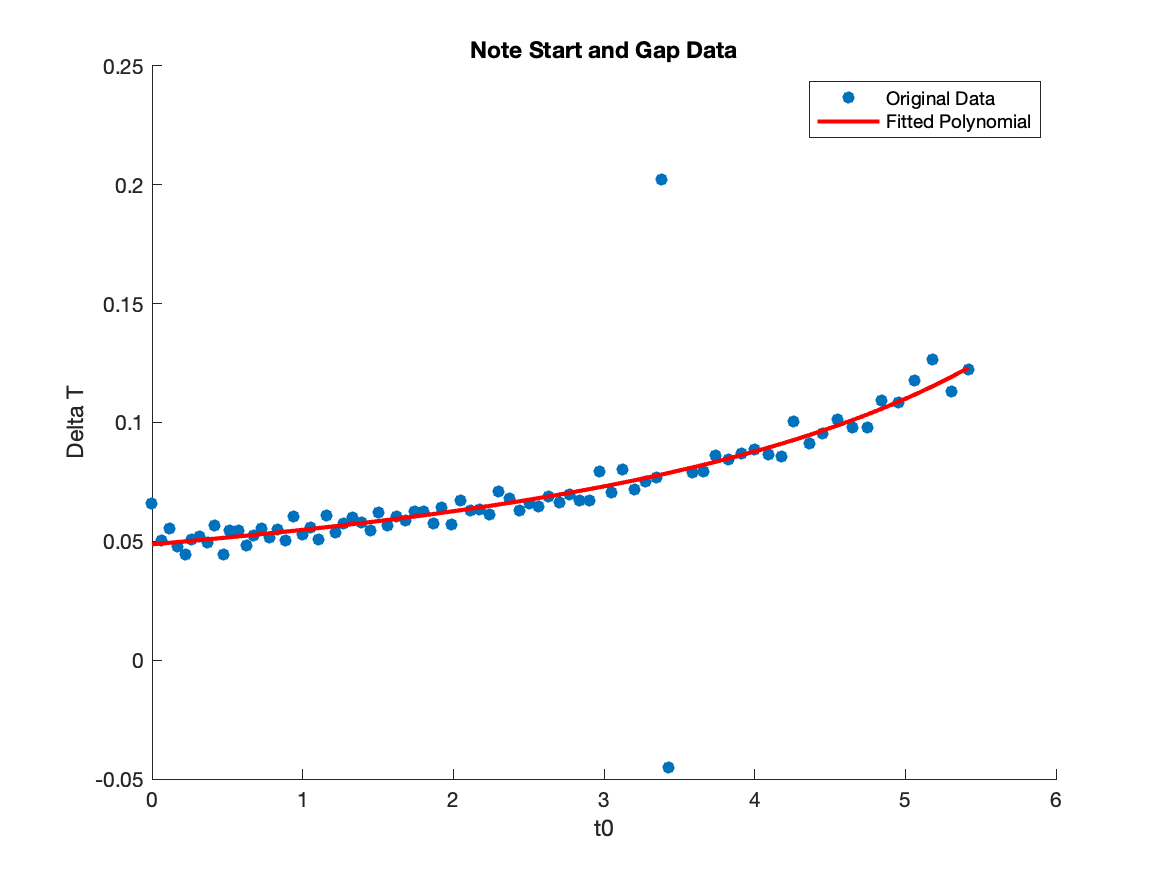 Note Start and Gap Data
Original Data
Fitted Polynomial
0.25
0.2
0.15
0.1
0.05
0
-0.05
Delta T
0 1 2 3 4 5 6
t0